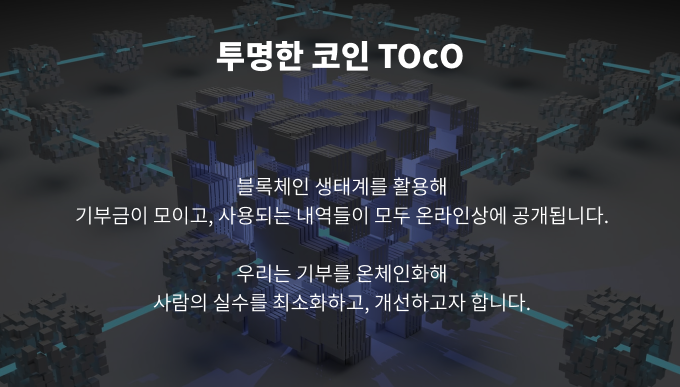 투명한 코인 TOcO
블록체인 생태계를 활용해
기부금이 모이고, 사용되는 내역들이 모두 온라인상에 공개됩니다.
우리는 기부를 온체인화해
사람의 실수를 최소화하고, 개선하고자 합니다.